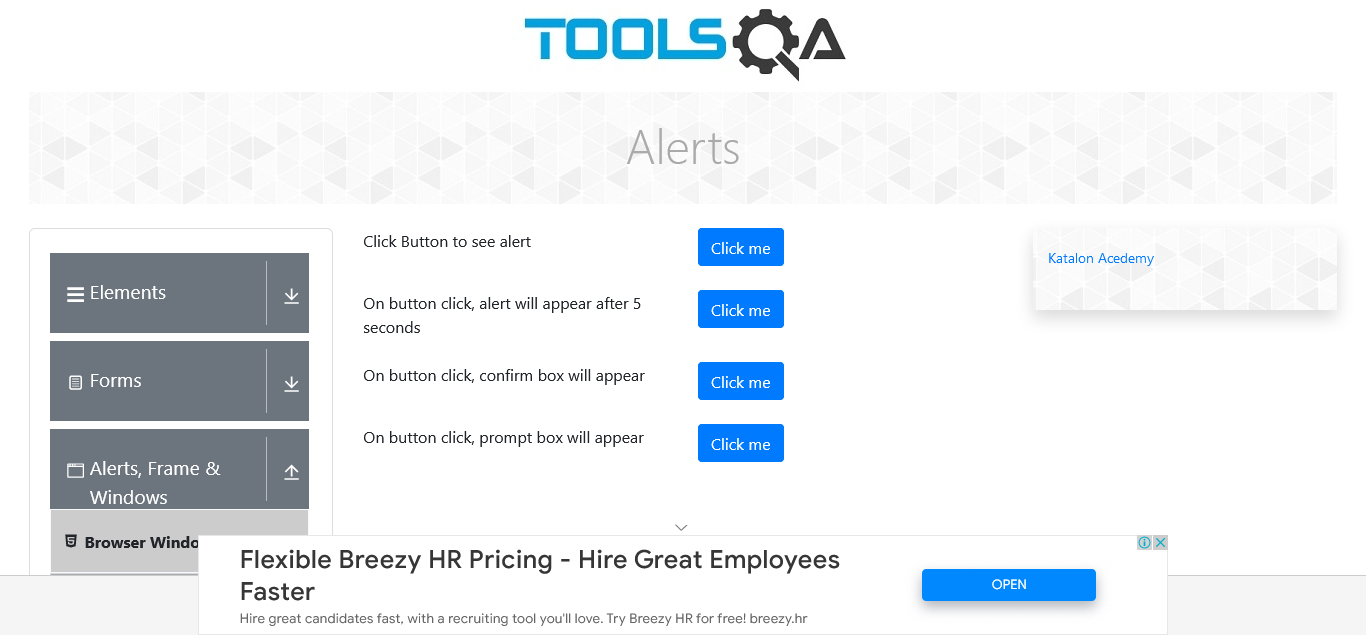 TOOLSQA
Alerts
Elements
Forms
Alerts, Frame &
Windows
Browser Windo
Click Button to see alert
Click me
On button click, alert will appear after 5
seconds
Click me
On button click, confirm box will appear
Click me
On button click, prompt box will appear
Click me
Katalon Acedemy
Flexible Breezy HR Pricing - Hire Great Employees
Faster
Hire great candidates fast, with a recruiting tool you'll love. Try Breezy HR for free! breezy.hr
OPEN